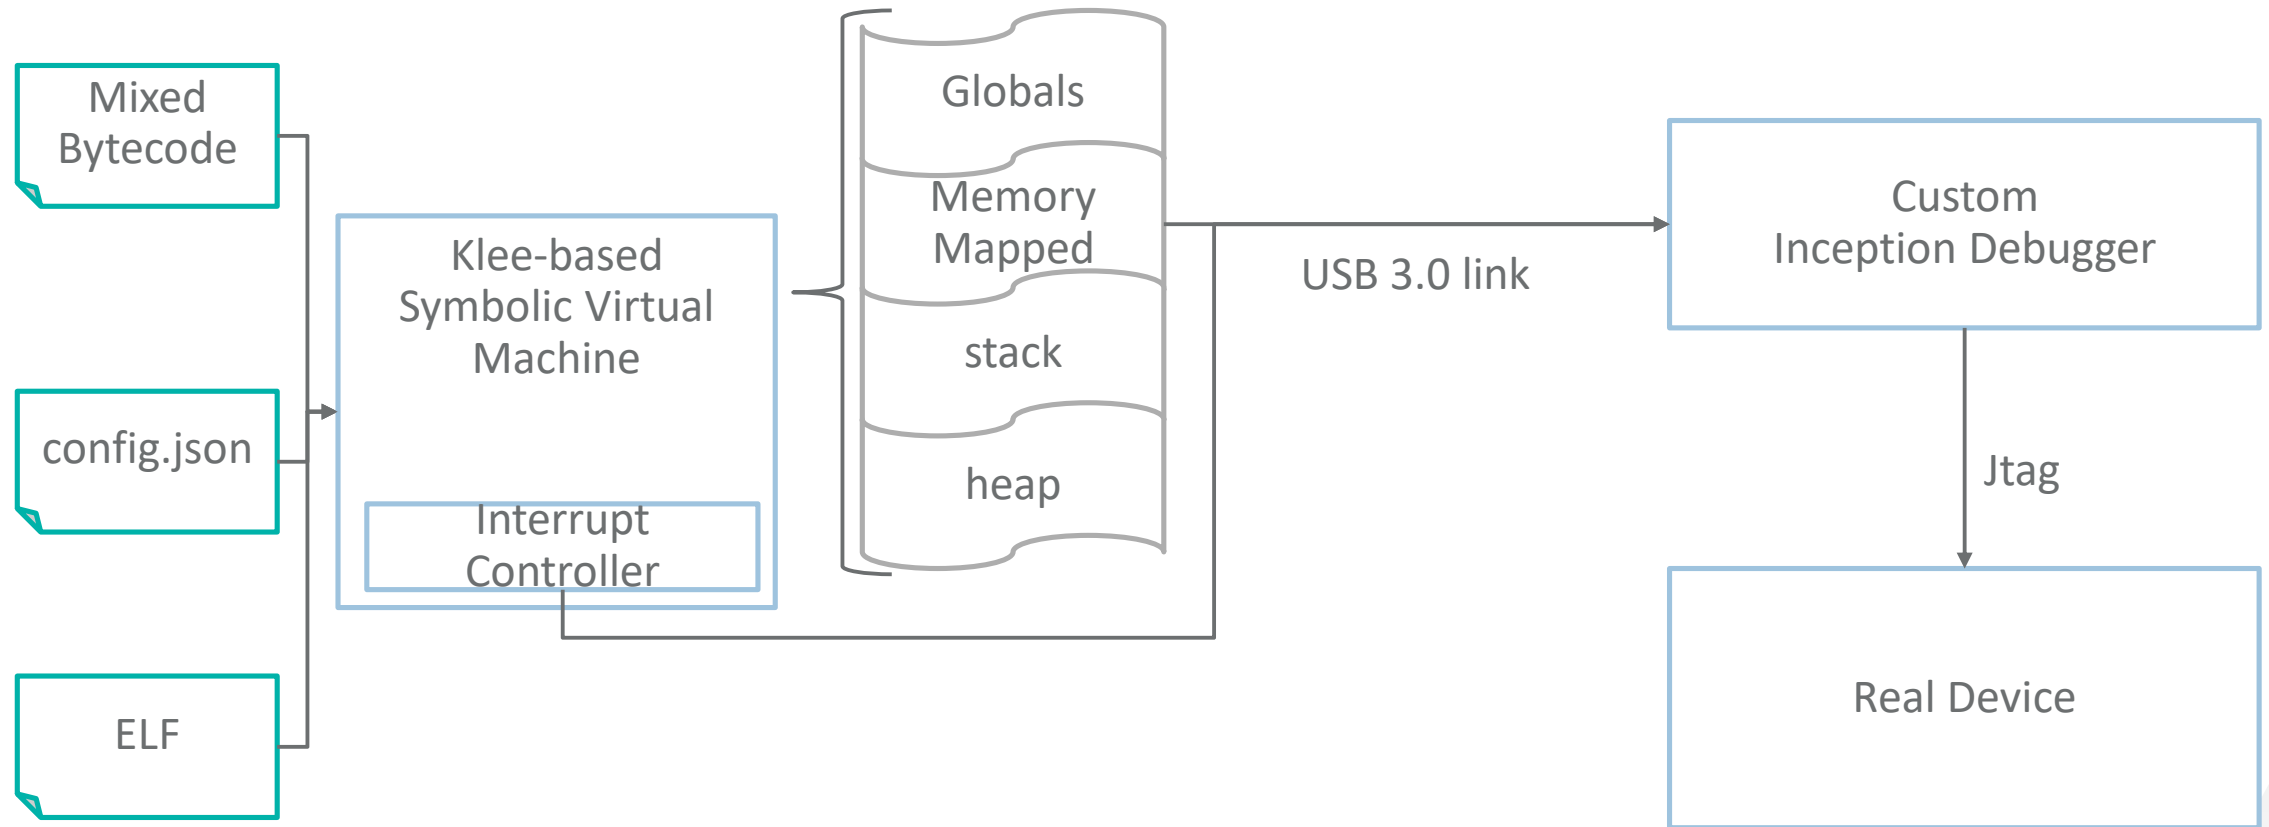 Mixed
Bytecode
config.json
ELF
Klee-based
Symbolic Virtual
Machine
Interrupt
Controller
Globals
Memory
Mapped
stack
heap
USB 3.0 link
Custom
Inception Debugger
Jtag
Real Device